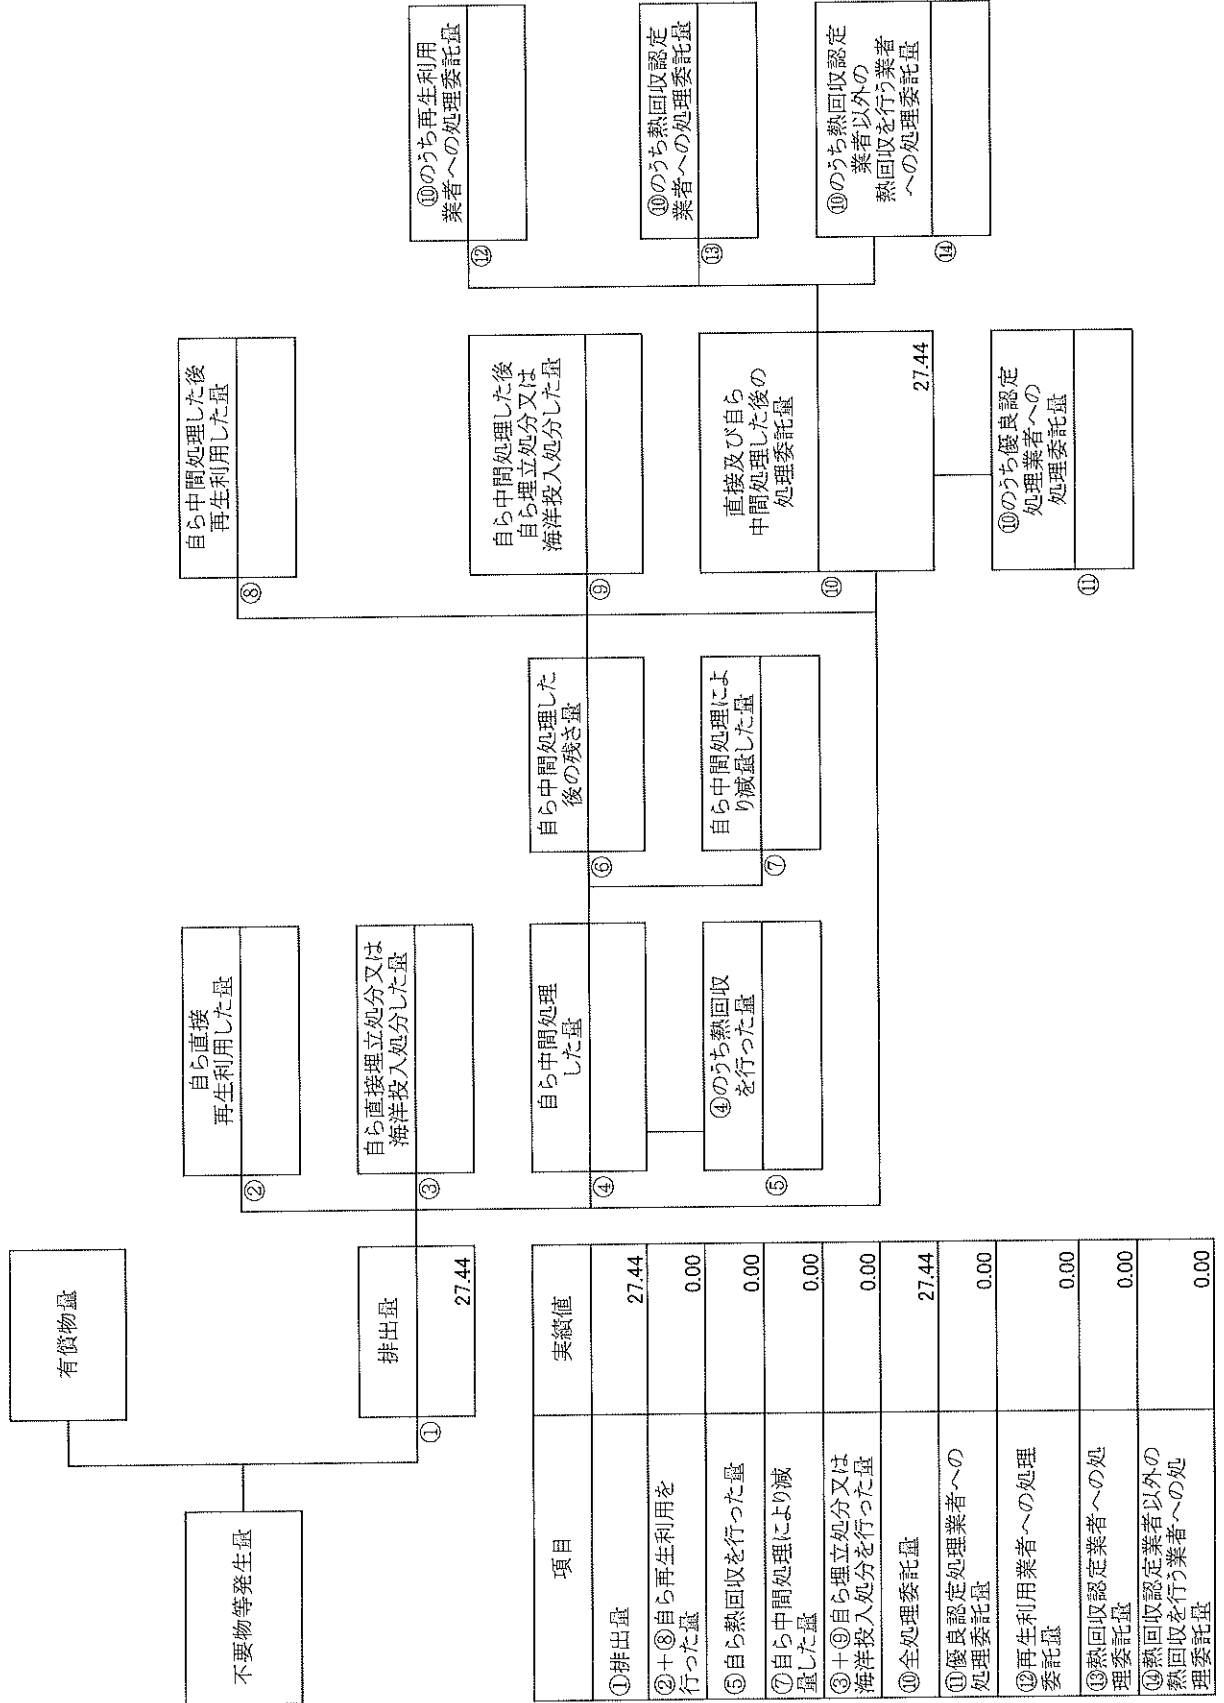 不要物等発生量
有償物量
排出量
①
27.44
自ら直接
再生利用した量
②
自ら直接埋立処分又は
海洋投入処分した量
③
自ら中間処理
した量
④
④のうち熱回収
を行った量
⑤
自ら中間処理した
後の残さ量
⑥
自ら中間処理によ
り減量した量
⑦
自ら中間処理した後
再生利用した量
⑧
自ら中間処理した後
自ら埋立処分又は
海洋投入処分した量
⑨
直接及び自ら
中間処理した後の
処理委託量
⑩
27.44
⑩のうち優良認定
処理業者への
処理委託量
⑪
⑩のうち再生利用
業者への処理委託量
⑫
⑩のうち熱回収認定
業者への処理委託量
⑬
⑩のうち熱回収認定
業者以外の
熱回収を行う業者
への処理委託量
⑭
項目 実績値
①排出量 27.44
②+⑧自ら再生利用を
行った量 0.00
⑤自ら熱回収を行った量 0.00
⑦自ら中間処理により減
量した量 0.00
③+⑨自ら埋立処分又は
海洋投入処分を行った量 0.00
⑩全処理委託量 27.44
⑪優良認定処理業者への
処理委託量 0.00
⑫再生利用業者への処理
委託量 0.00
⑬熱回収認定業者への処
理委託量 0.00
⑭熱回収認定業者以外の
熱回収を行う業者への処
理委託量 0.00